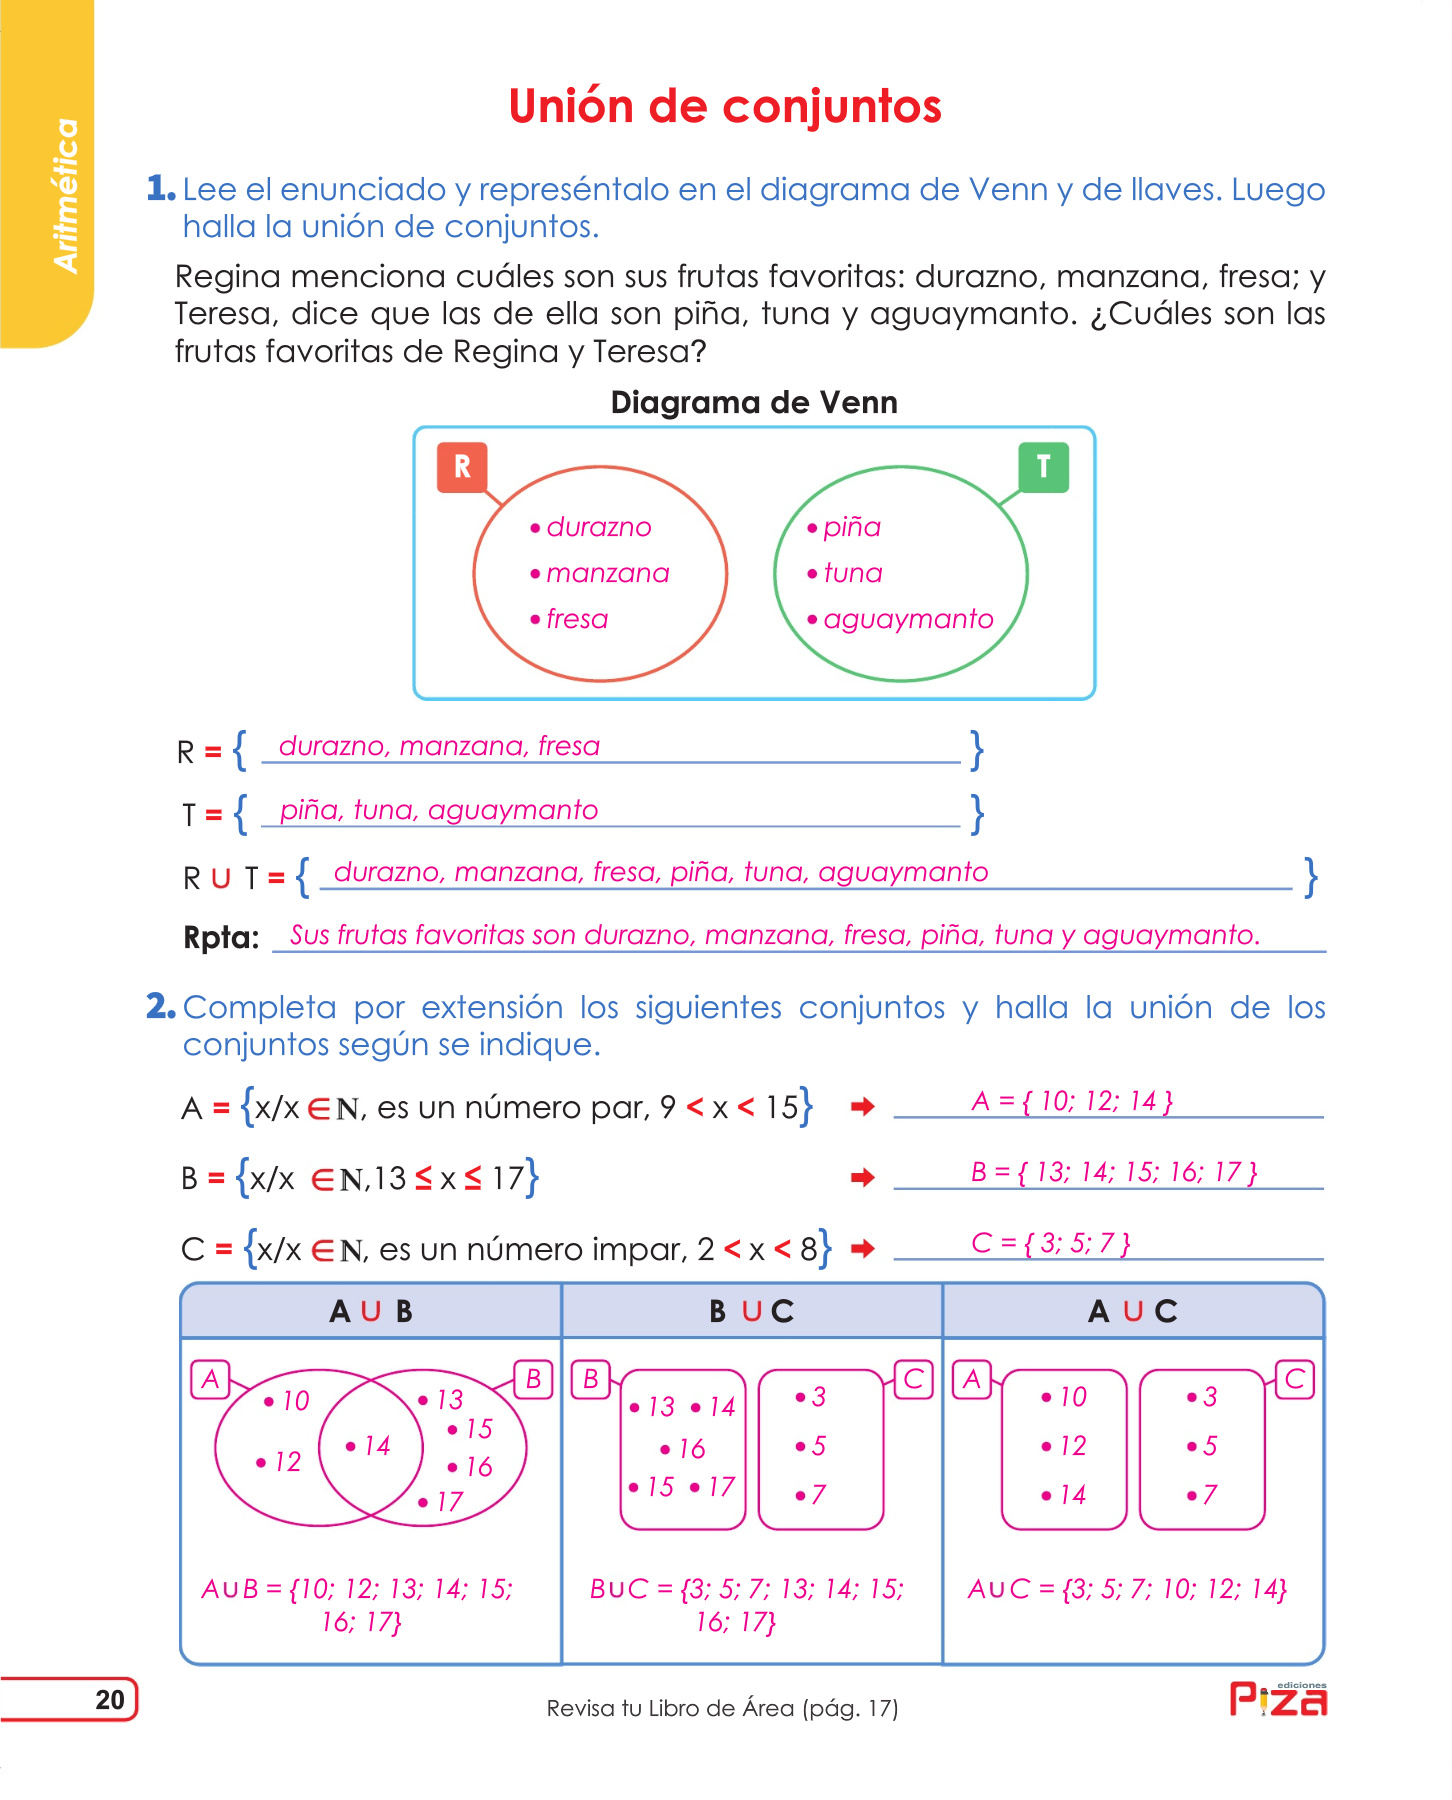 Aritmética
Unión de conjuntos
1. Lee el enunciado y represéntalo en el diagrama de Venn y de llaves. Luego
halla la unión de conjuntos.
Regina menciona cuáles son sus frutas favoritas: durazno, manzana, fresa; y
Teresa, dice que las de ella son piña, tuna y aguaymanto. ¿Cuáles son las
frutas favoritas de Regina y Teresa?
Diagrama de Venn
R
• durazno
• manzana
• fresa
T
• piña
• tuna
• aguaymanto
R = { durazno, manzana, fresa }
T = { piña, tuna, aguaymanto }
R ∪ T = { durazno, manzana, fresa, piña, tuna, aguaymanto }
Rpta: Sus frutas favoritas son durazno, manzana, fresa, piña, tuna y aguaymanto.
2. Completa por extensión los siguientes conjuntos y halla la unión de los
conjuntos según se indique.
A = {x/x ∈ N, es un número par, 9 < x < 15} ➡ A = { 10; 12; 14 }
B = {x/x ∈ N,13 ≤ x ≤ 17} ➡ B = { 13; 14; 15; 16; 17 }
C = {x/x ∈ N, es un número impar, 2 < x < 8} ➡ C = { 3; 5; 7 }
A ∪ B
A
B
• 10
• 12
• 14
• 13
• 15
• 16
• 17
A∪B = {10; 12; 13; 14; 15;
16; 17}
B ∪ C
B
C
• 13 • 14
• 16
• 15 • 17
• 3
• 5
• 7
B∪C = {3; 5; 7; 13; 14; 15;
16; 17}
A ∪ C
A
C
• 10
• 12
• 14
• 3
• 5
• 7
A∪C = {3; 5; 7; 10; 12; 14}
20
Revisa tu Libro de Área (pág. 17)
ediciones
Piza